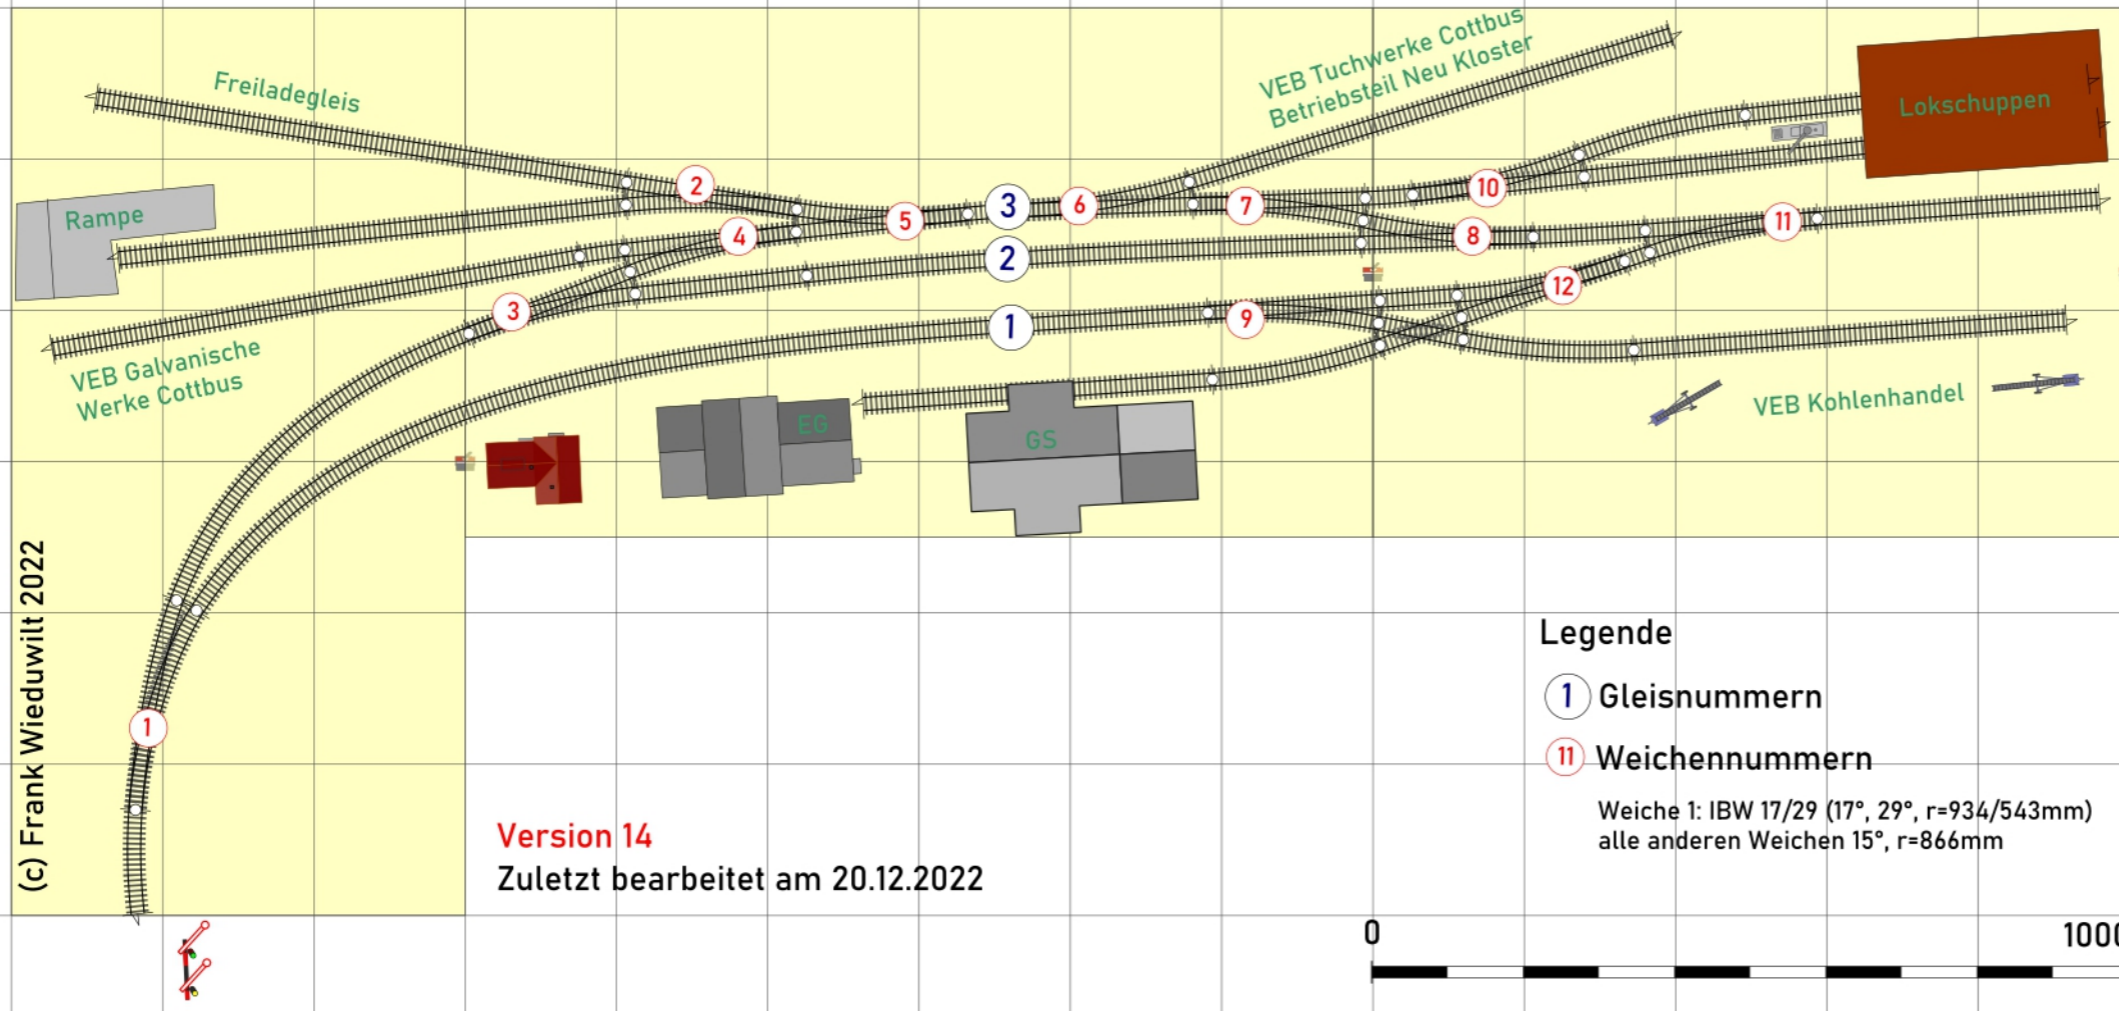 VEB Tuchwerke Cottbus
Betriebsteil Neu Kloster
Freiladegleis
Lokschuppen
Rampe
2
3
6
7
10
5
4
8
11
2
3
12
1
9
VEB Galvanische
Werke Cottbus
EG
GS
VEB Kohlenhandel
1
(c) Frank Wieduwilt 2022
Legende
1 Gleisnummern
11 Weichennummern
Weiche 1: IBW 17/29 (17°, 29°, r=934/543mm)
alle anderen Weichen 15°, r=866mm
Version 14
Zuletzt bearbeitet am 20.12.2022
0